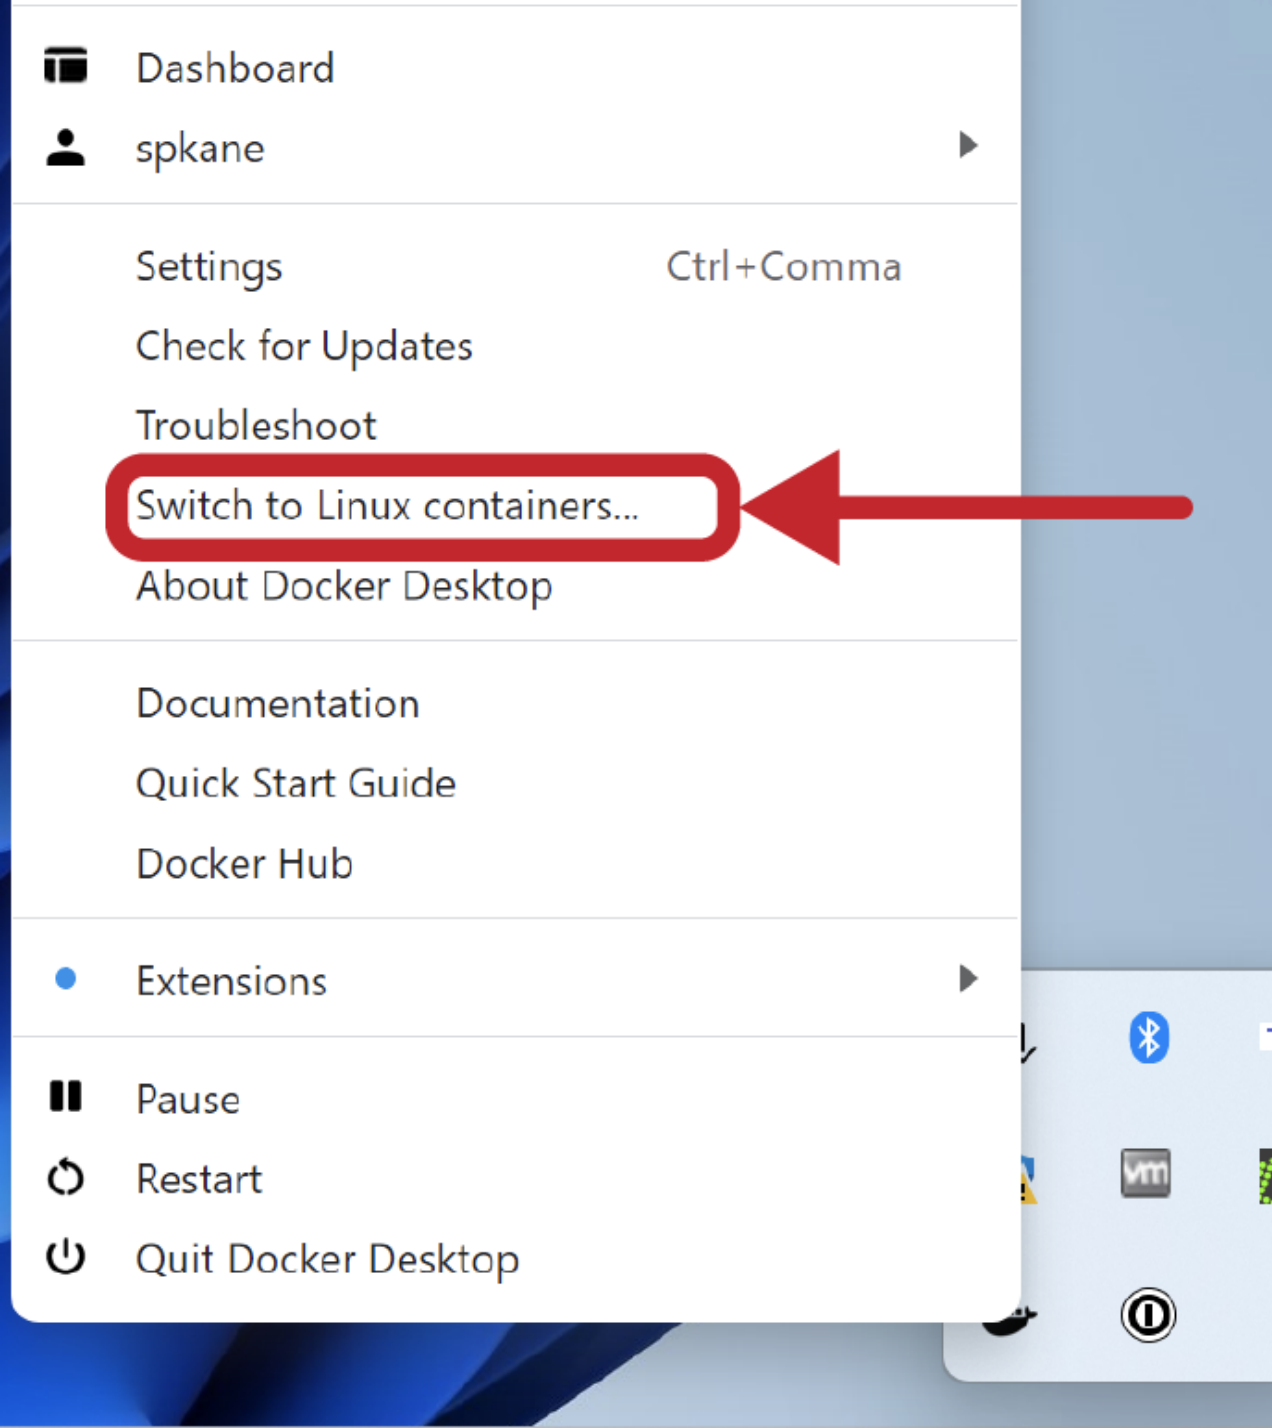 Dashboard
spkane
Settings Ctrl+Comma
Check for Updates
Troubleshoot
Switch to Linux containers...
About Docker Desktop
Documentation
Quick Start Guide
Docker Hub
Extensions
Pause
Restart
Quit Docker Desktop
vm